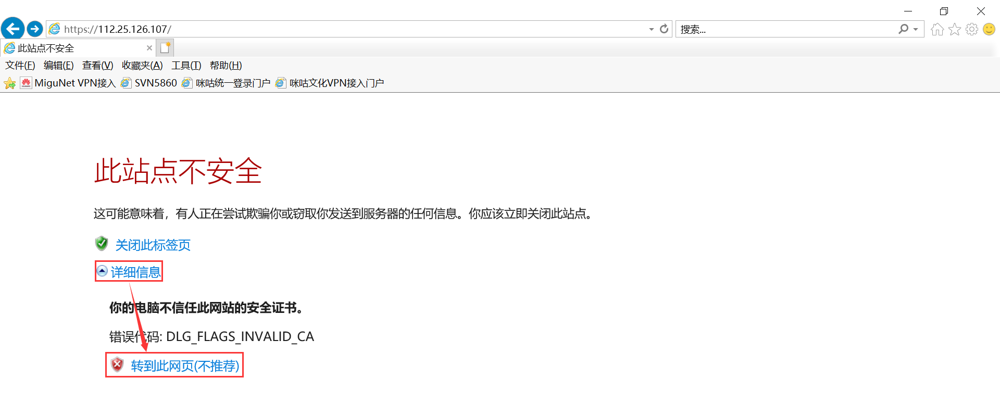 https://112.25.126.107/
搜索...
此站点不安全
文件(F) 编辑(E) 查看(V) 收藏夹(A) 工具(T) 帮助(H)
MiguNet VPN接入 SVN5860 咪咕统一登录门户 咪咕文化VPN接入门户
此站点不安全
这可能意味着，有人正在尝试欺骗你或窃取你发送到服务器的任何信息。你应该立即关闭此站点。
关闭此标签页
详细信息
你的电脑不信任此网站的安全证书。
错误代码: DLG_FLAGS_INVALID_CA
转到此网页(不推荐)